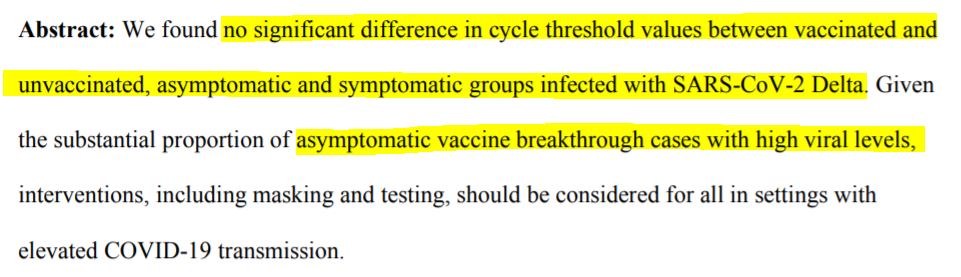 Abstract: We found no significant difference in cycle threshold values between vaccinated and
unvaccinated, asymptomatic and symptomatic groups infected with SARS-CoV-2 Delta. Given
the substantial proportion of asymptomatic vaccine breakthrough cases with high viral levels,
interventions, including masking and testing, should be considered for all in settings with
elevated COVID-19 transmission.